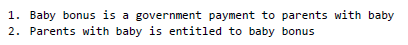 1. Baby bonus is a government payment to parents with baby
2. Parents with baby is entitled to baby bonus